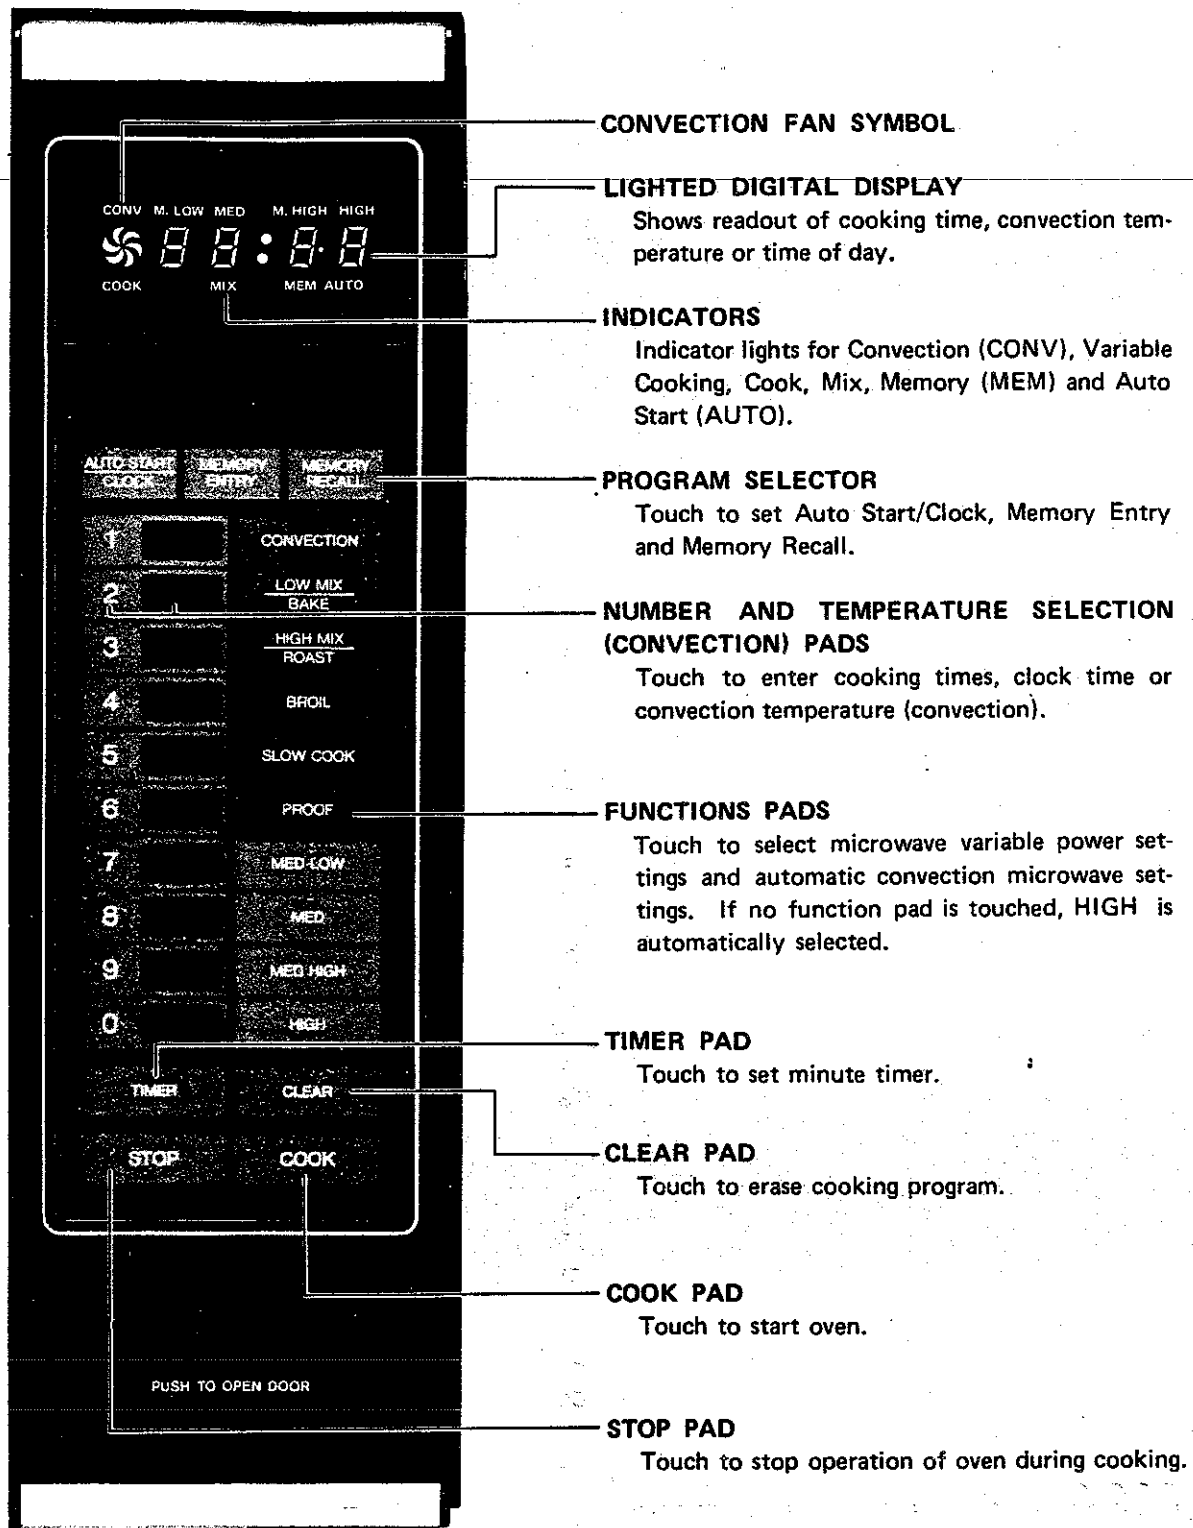 CONV M. LOW MED M. HIGH HIGH
88:8.8
COOK MIX MEM AUTO
AUTO START MEMORY MEMORY
CLOCK ENTRY RECALL
1 CONVECTION
2 LOW MIX
BAKE
3 HIGH MIX
ROAST
4 BROIL
5 SLOW COOK
6 PROOF
7 MED LOW
8 MED
9 MED HIGH
0 HIGH
TIMER CLEAR
STOP COOK
PUSH TO OPEN DOOR
CONVECTION FAN SYMBOL
LIGHTED DIGITAL DISPLAY
Shows readout of cooking time, convection tem-
perature or time of day.
INDICATORS
Indicator lights for Convection (CONV), Variable
Cooking, Cook, Mix, Memory (MEM) and Auto
Start (AUTO).
PROGRAM SELECTOR
Touch to set Auto Start/Clock, Memory Entry
and Memory Recall.
NUMBER AND TEMPERATURE SELECTION
(CONVECTION) PADS
Touch to enter cooking times, clock time or
convection temperature (convection).
FUNCTIONS PADS
Touch to select microwave variable power set-
tings and automatic convection microwave set-
tings. If no function pad is touched, HIGH is
automatically selected.
TIMER PAD
Touch to set minute timer.
CLEAR PAD
Touch to erase cooking program.
COOK PAD
Touch to start oven.
STOP PAD
Touch to stop operation of oven during cooking.